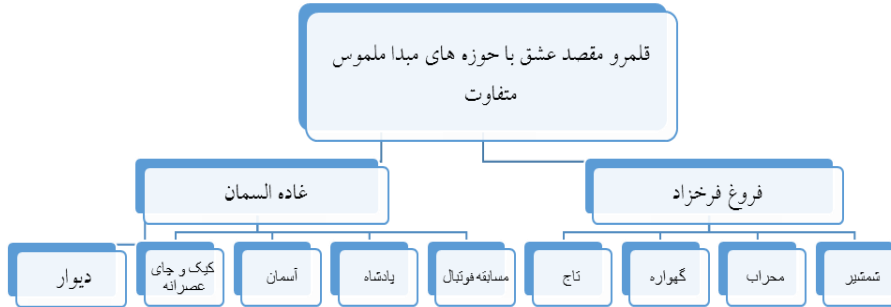 قلمرو مقصد عشق با حوزه های مبدا ملموس
متفاوت
فروغ فرخزاد
غاده السمان
شمشیر
محراب
گهواره
تاج
مسابقه فوتبال
پادشاه
آسمان
کیک و چای
عصرانه
دیوار